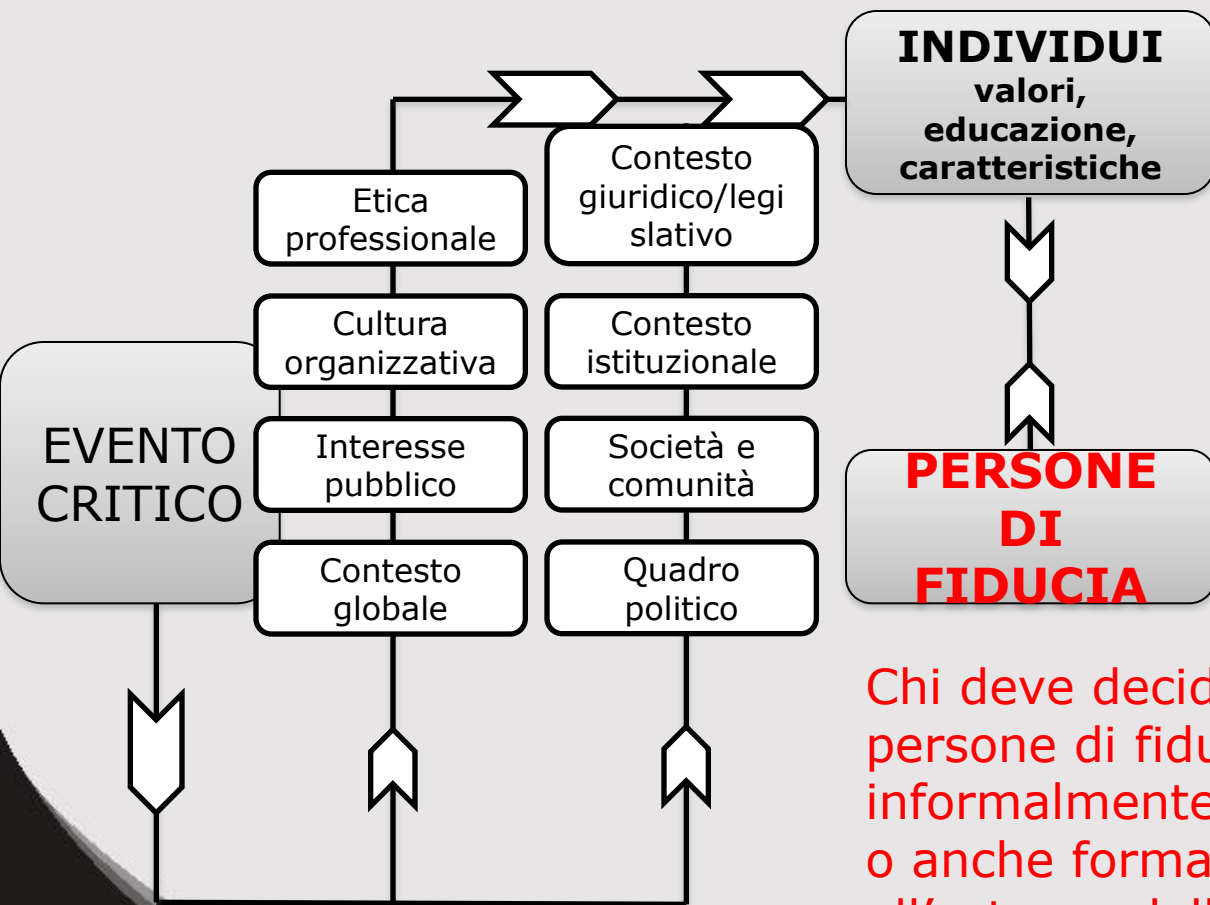 INDIVIDUI
valori,
educazione,
caratteristiche
Contesto
giuridico/legi
slativo
Etica
professionale
Cultura
organizzativa
Contesto
istituzionale
EVENTO
CRITICO
Interesse
pubblico
Società e
comunità
PERSONE
DI
FIDUCIA
Contesto
globale
Quadro
politico
Chi deve decid
persone di fidu
informalmente
o anche forma